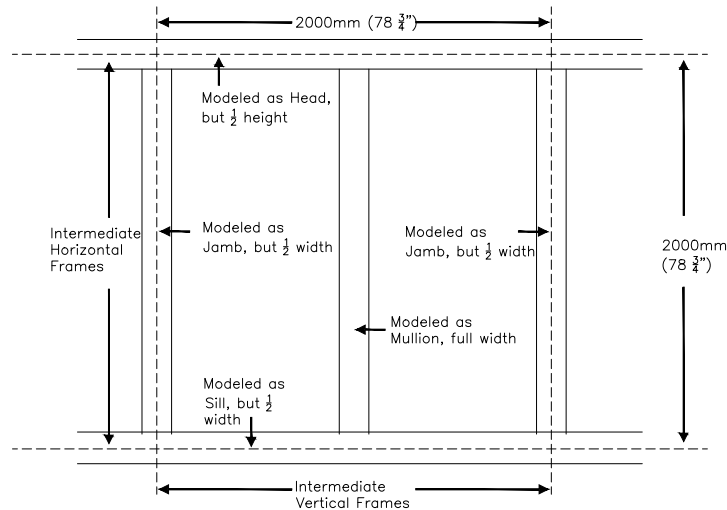 2000mm (78 3/4")
Modeled as Head,
but 1/2 height
Intermediate
Horizontal
Frames
Modeled as
Jamb, but 1/2 width
Modeled as
Jamb, but 1/2 width
2000mm
(78 3/4")
Modeled as
Mullion, full width
Modeled as
Sill, but 1/2
width
Intermediate
Vertical Frames